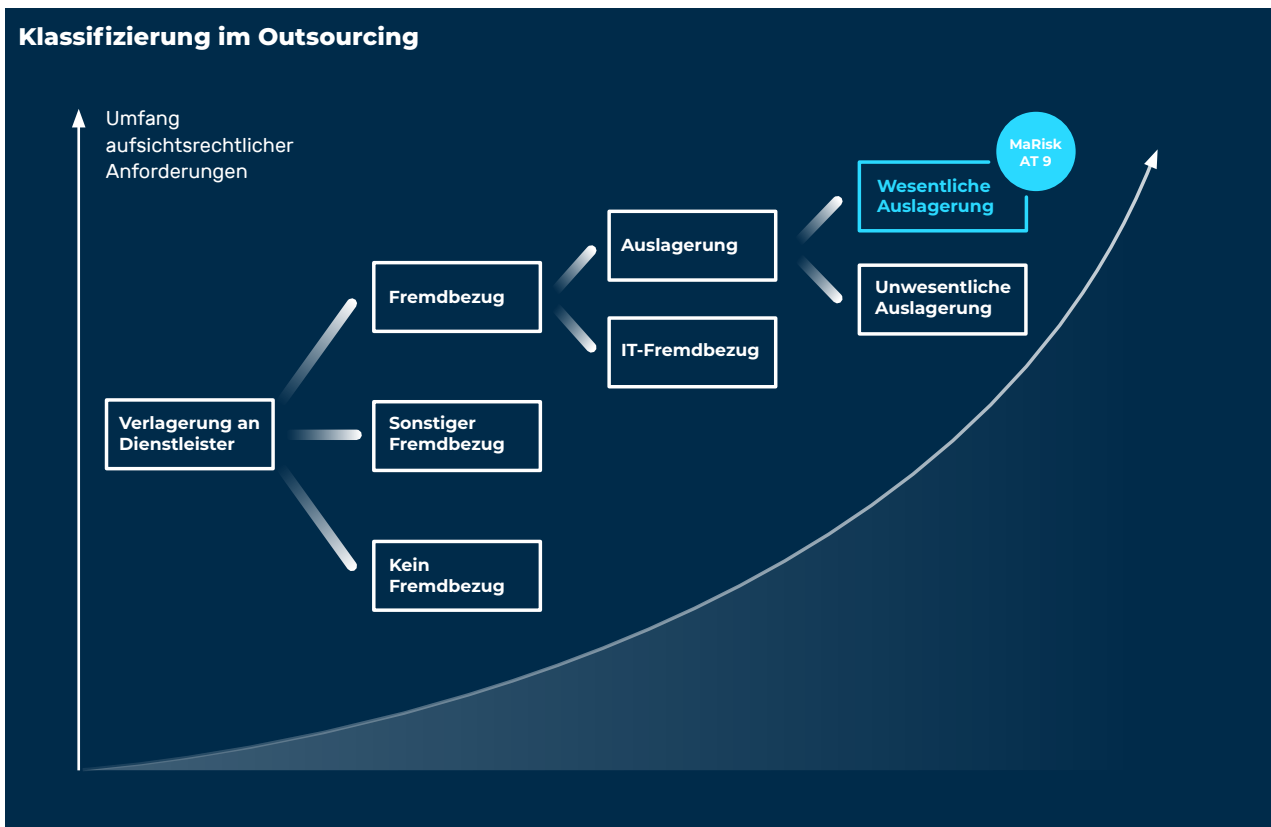 Klassifizierung im Outsourcing
Umfang
aufsichtsrechtlicher
Anforderungen
MaRisk
AT 9
Wesentliche
Auslagerung
Auslagerung
Fremdbezug
Unwesentliche
Auslagerung
IT-Fremdbezug
Verlagerung an
Dienstleister
Sonstiger
Fremdbezug
Kein
Fremdbezug